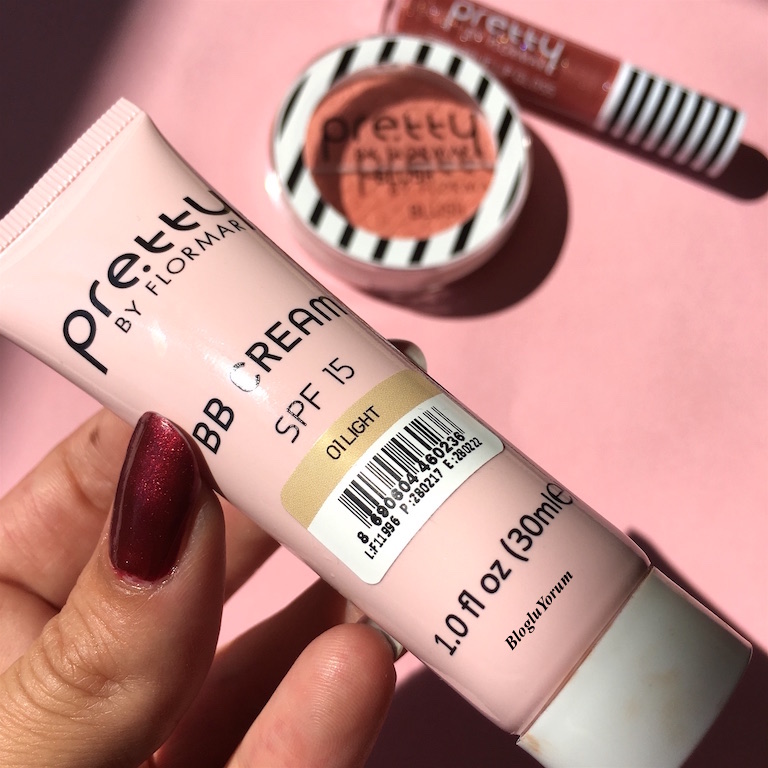 pretty
pretty
BLUSH
pretty
BY FLORMAR
BB CREAM
SPF 15
01 LIGHT
8 690604 460236
L:F11996 P:280217 E:280222
1.0 fl oz (30ml℮
BlogluYorum